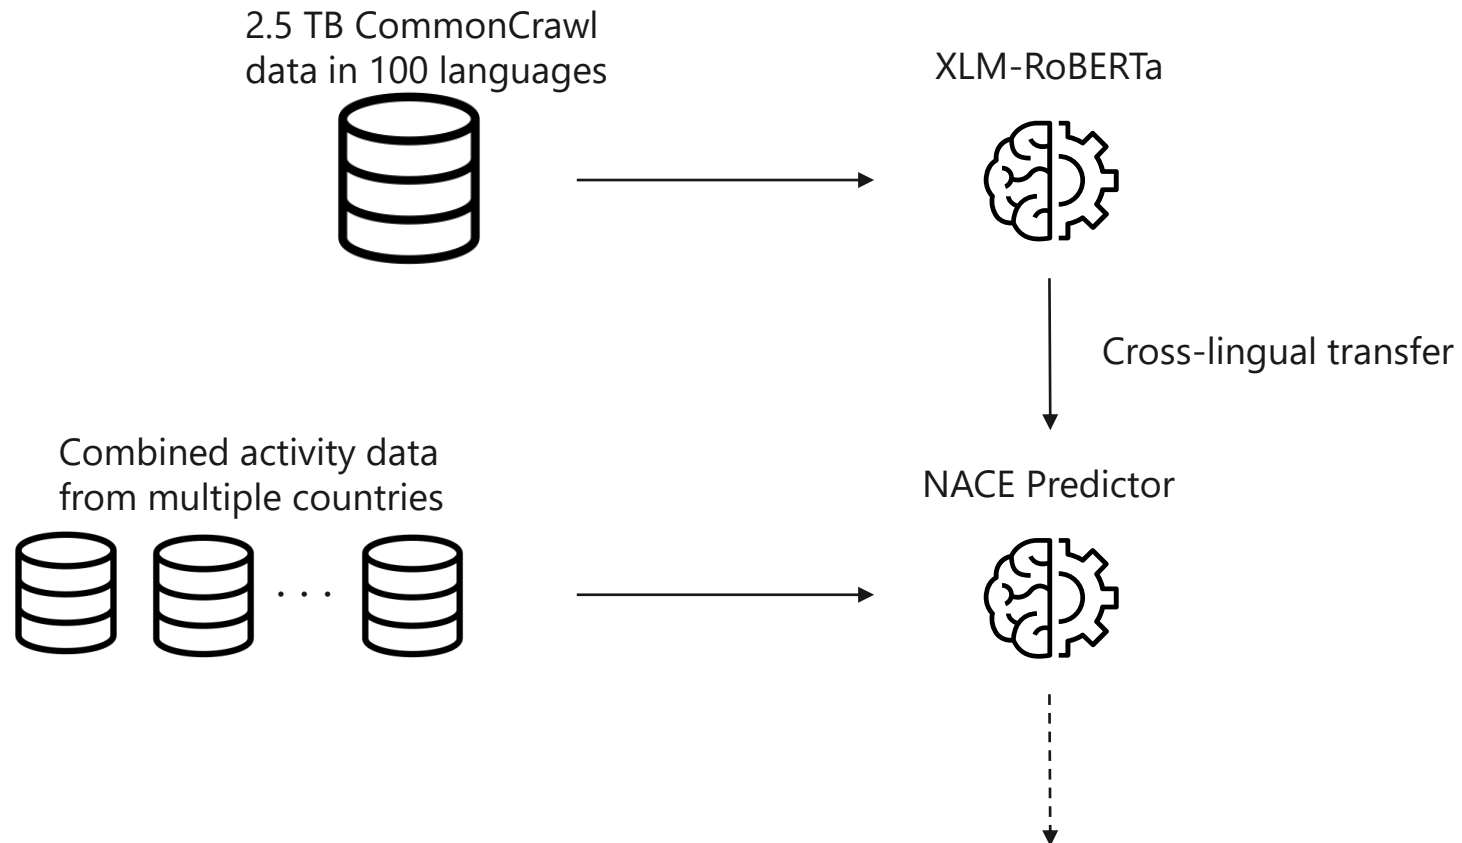 2.5 TB CommonCrawl
data in 100 languages
XLM-RoBERTa
Cross-lingual transfer
Combined activity data
from multiple countries
NACE Predictor
. . .